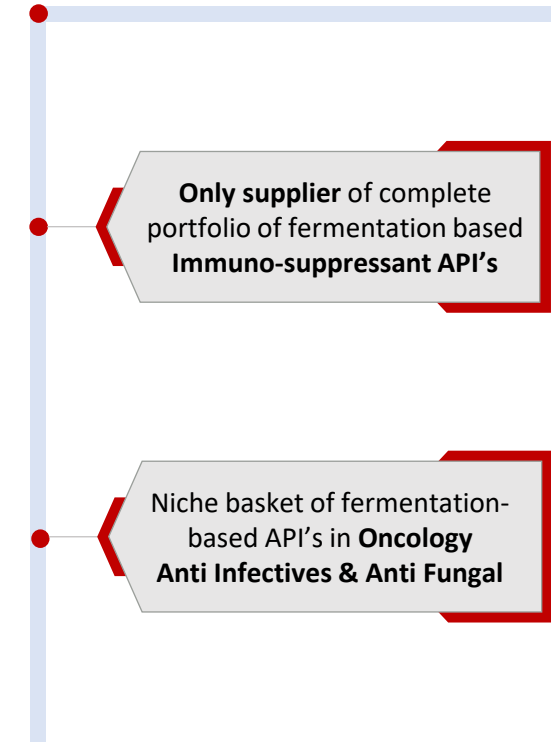 Only supplier of complete
portfolio of fermentation based
Immuno-suppressant API’s
Niche basket of fermentation-
based API’s in Oncology
Anti Infectives & Anti Fungal